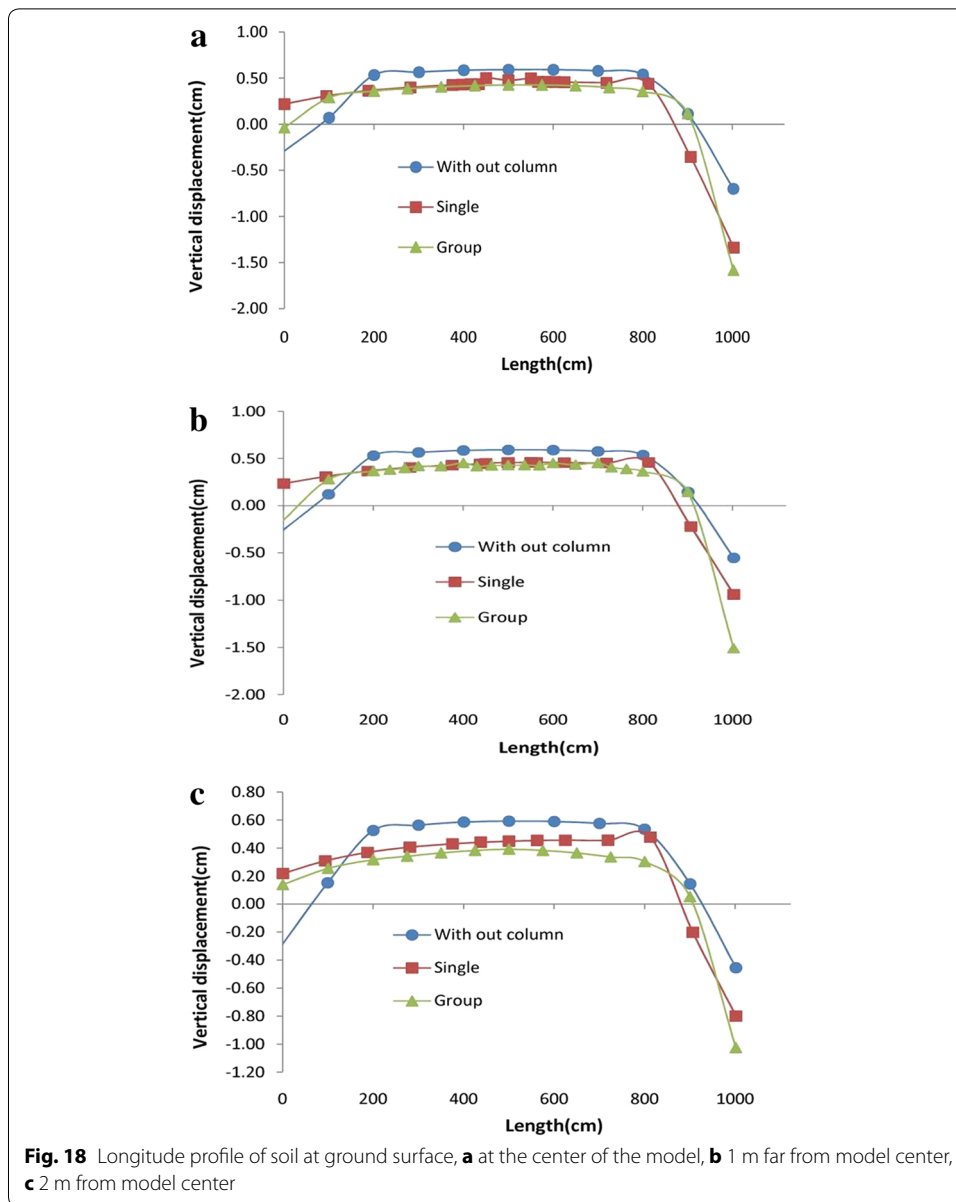 a
1.00
0.50
0.00
-0.50
-1.00
-1.50
-2.00
Vertical displacement(cm)
With out column
Single
Group
0 200 400 600 800 1000
Length(cm)
b
1.00
0.50
0.00
-0.50
-1.00
-1.50
-2.00
Vertical displacement(cm)
With out column
Single
Group
0 200 400 600 800 1000
Length(cm)
c
0.80
0.60
0.40
0.20
0.00
-0.20
-0.40
-0.60
-0.80
-1.00
-1.20
Vertical displacement(cm)
With out column
Single
Group
0 200 400 600 800 1000
Length(cm)
Fig. 18 Longitude profile of soil at ground surface, a at the center of the model, b 1 m far from model center,
c 2 m from model center